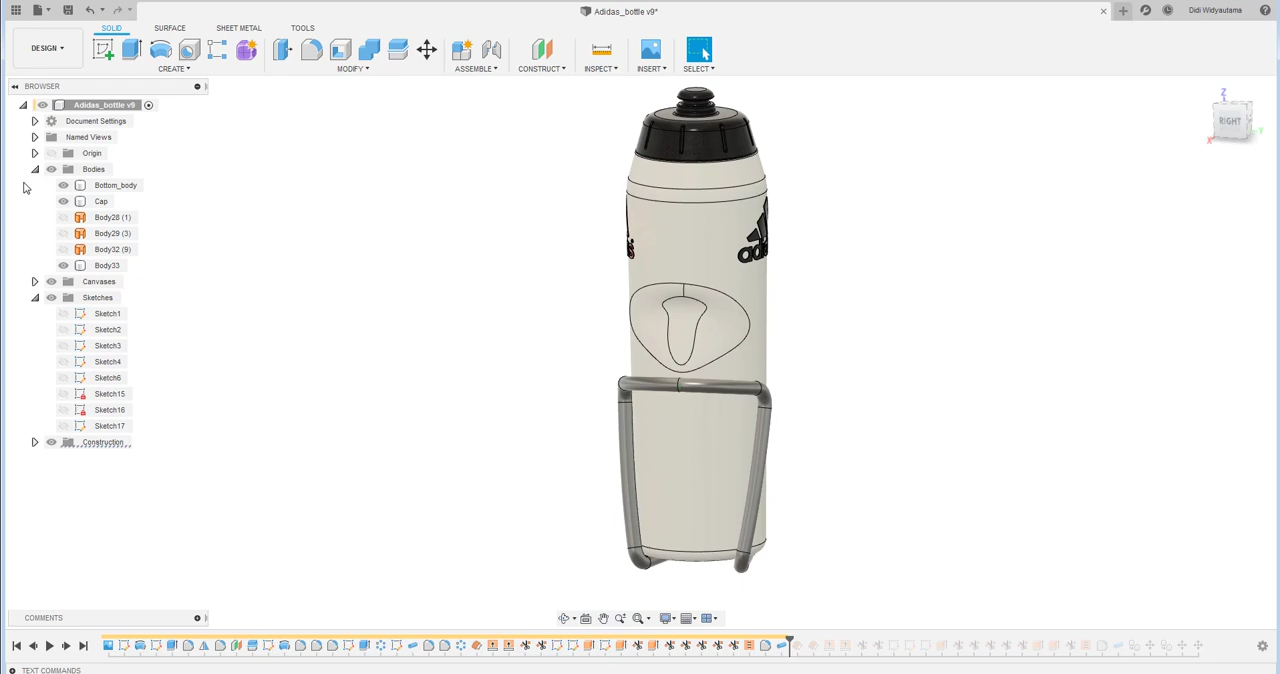 Adidas_bottle v9*
Didi Widyautama
SOLID SURFACE SHEET METAL TOOLS
DESIGN
CREATE MODIFY ASSEMBLE CONSTRUCT INSPECT INSERT SELECT
BROWSER
Adidas_bottle v9
Document Settings
Named Views
Origin
Bodies
Bottom_body
Cap
Body28 (1)
Body29 (3)
Body32 (9)
Body33
Canvases
Sketches
Sketch1
Sketch2
Sketch3
Sketch4
Sketch6
Sketch15
Sketch16
Sketch17
Construction
Z
RIGHT
Y
X
COMMENTS
TEXT COMMANDS